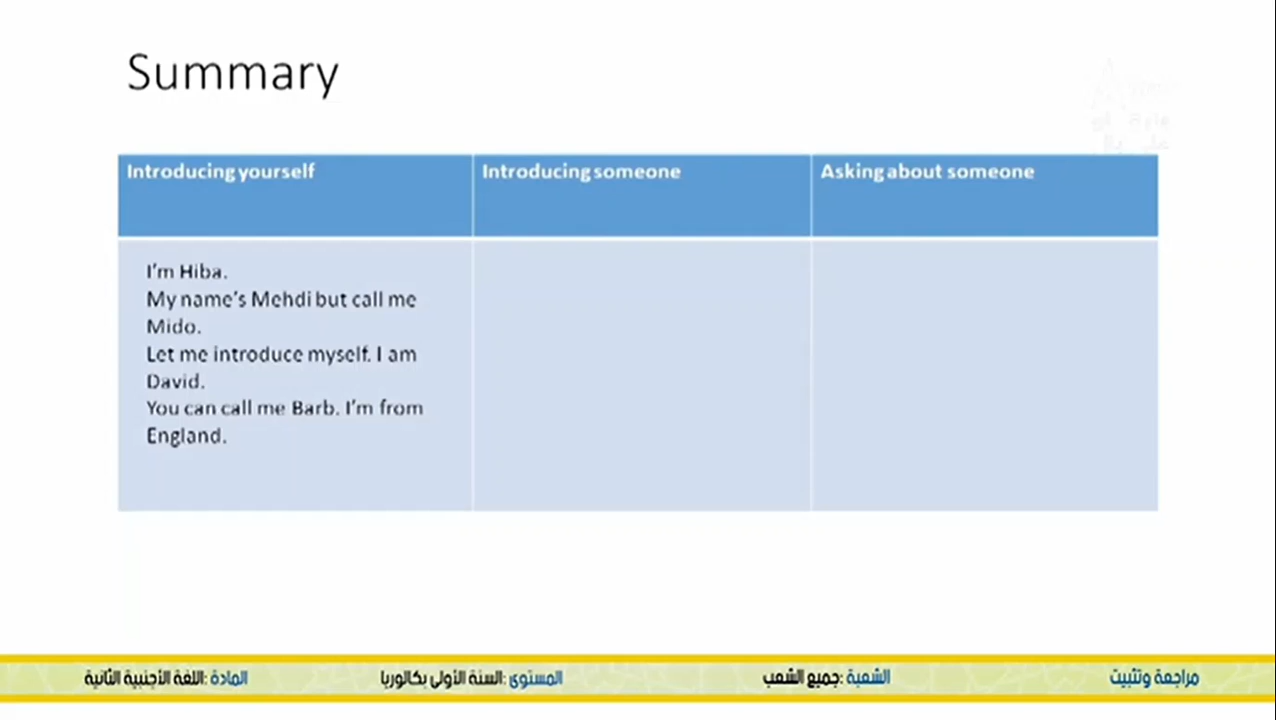 Summary
Introducing yourself
Introducing someone
Asking about someone
I'm Hiba.
My name's Mehdi but call me
Mido.
Let me introduce myself. I am
David.
You can call me Barb. I'm from
England.
مراجعة وتثبيت
الشعبة :جميع الشعب
المستوى :السنة الأولى بكالوريا
المادة :اللغة الأجنبية الثانية